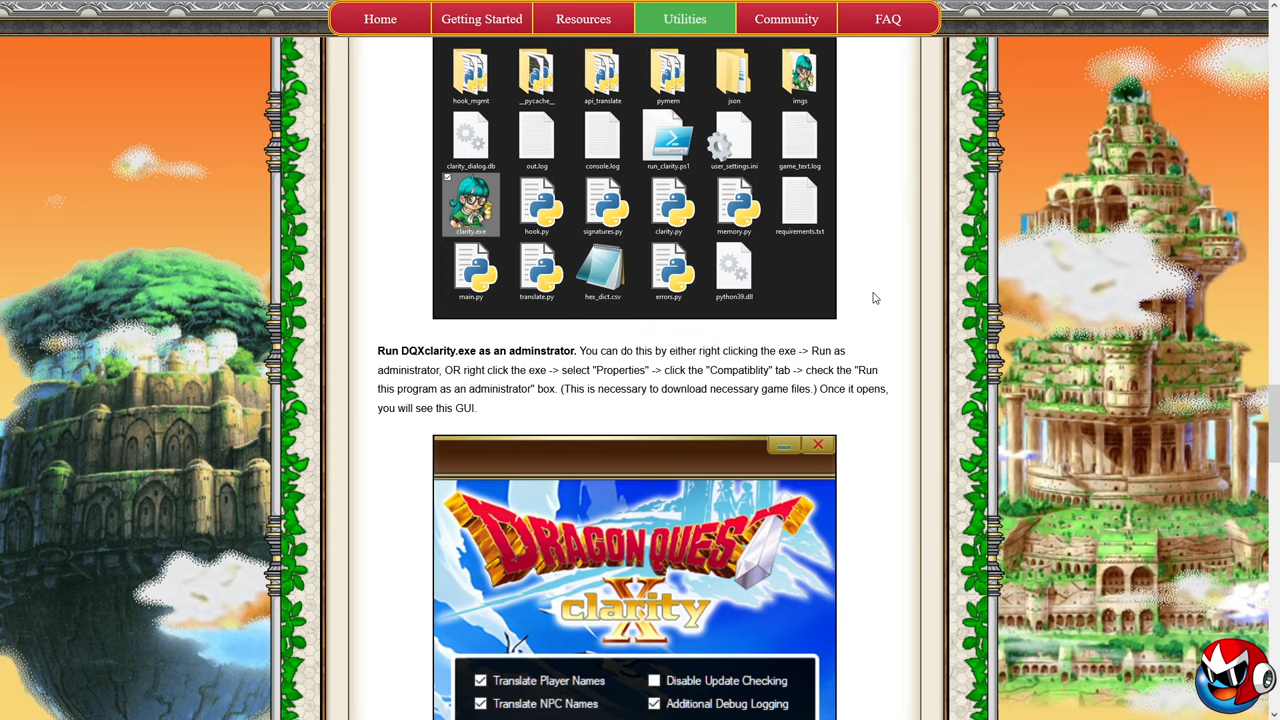 Home Getting Started Resources Utilities Community FAQ
hook_mgmt __pycache__ api_translate pymem json imgs
clarity_dialog.db out.log console.log run_clarity.ps1 user_settings.ini game_text.log
clarity.exe hook.py signatures.py clarity.py memory.py requirements.txt
main.py translate.py hex_dict.csv errors.py python39.dll
Run DQXclarity.exe as an adminstrator. You can do this by either right clicking the exe -> Run as
administrator, OR right click the exe -> select "Properties" -> click the "Compatiblity" tab -> check the "Run
this program as an administrator" box. (This is necessary to donload necessary game files.) Once it opens,
you will see this GUI.
DRAGON QUEST
X
clarity
Translate Player Names Disable Update Checking
Translate NPC Names Additional Debug Logging